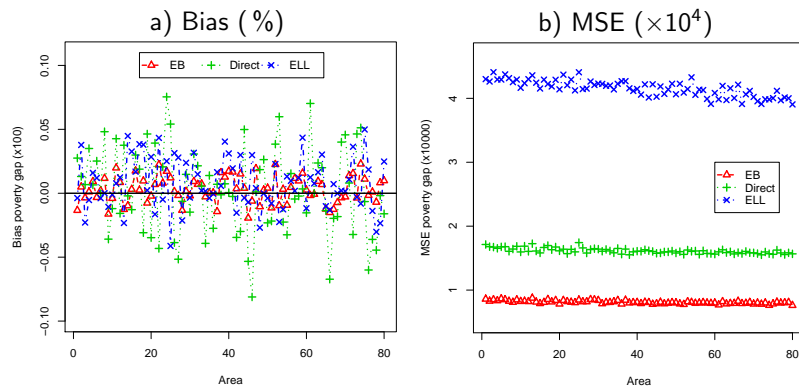 a) Bias (%)
b) MSE (×10⁴)
EB Direct ELL
Bias poverty gap (x100)
0.10
0.05
0.00
−0.05
−0.10
0 20 40 60 80
Area
MSE poverty gap (x10000)
4
3
2
1
EB
Direct
ELL
0 20 40 60 80
Area